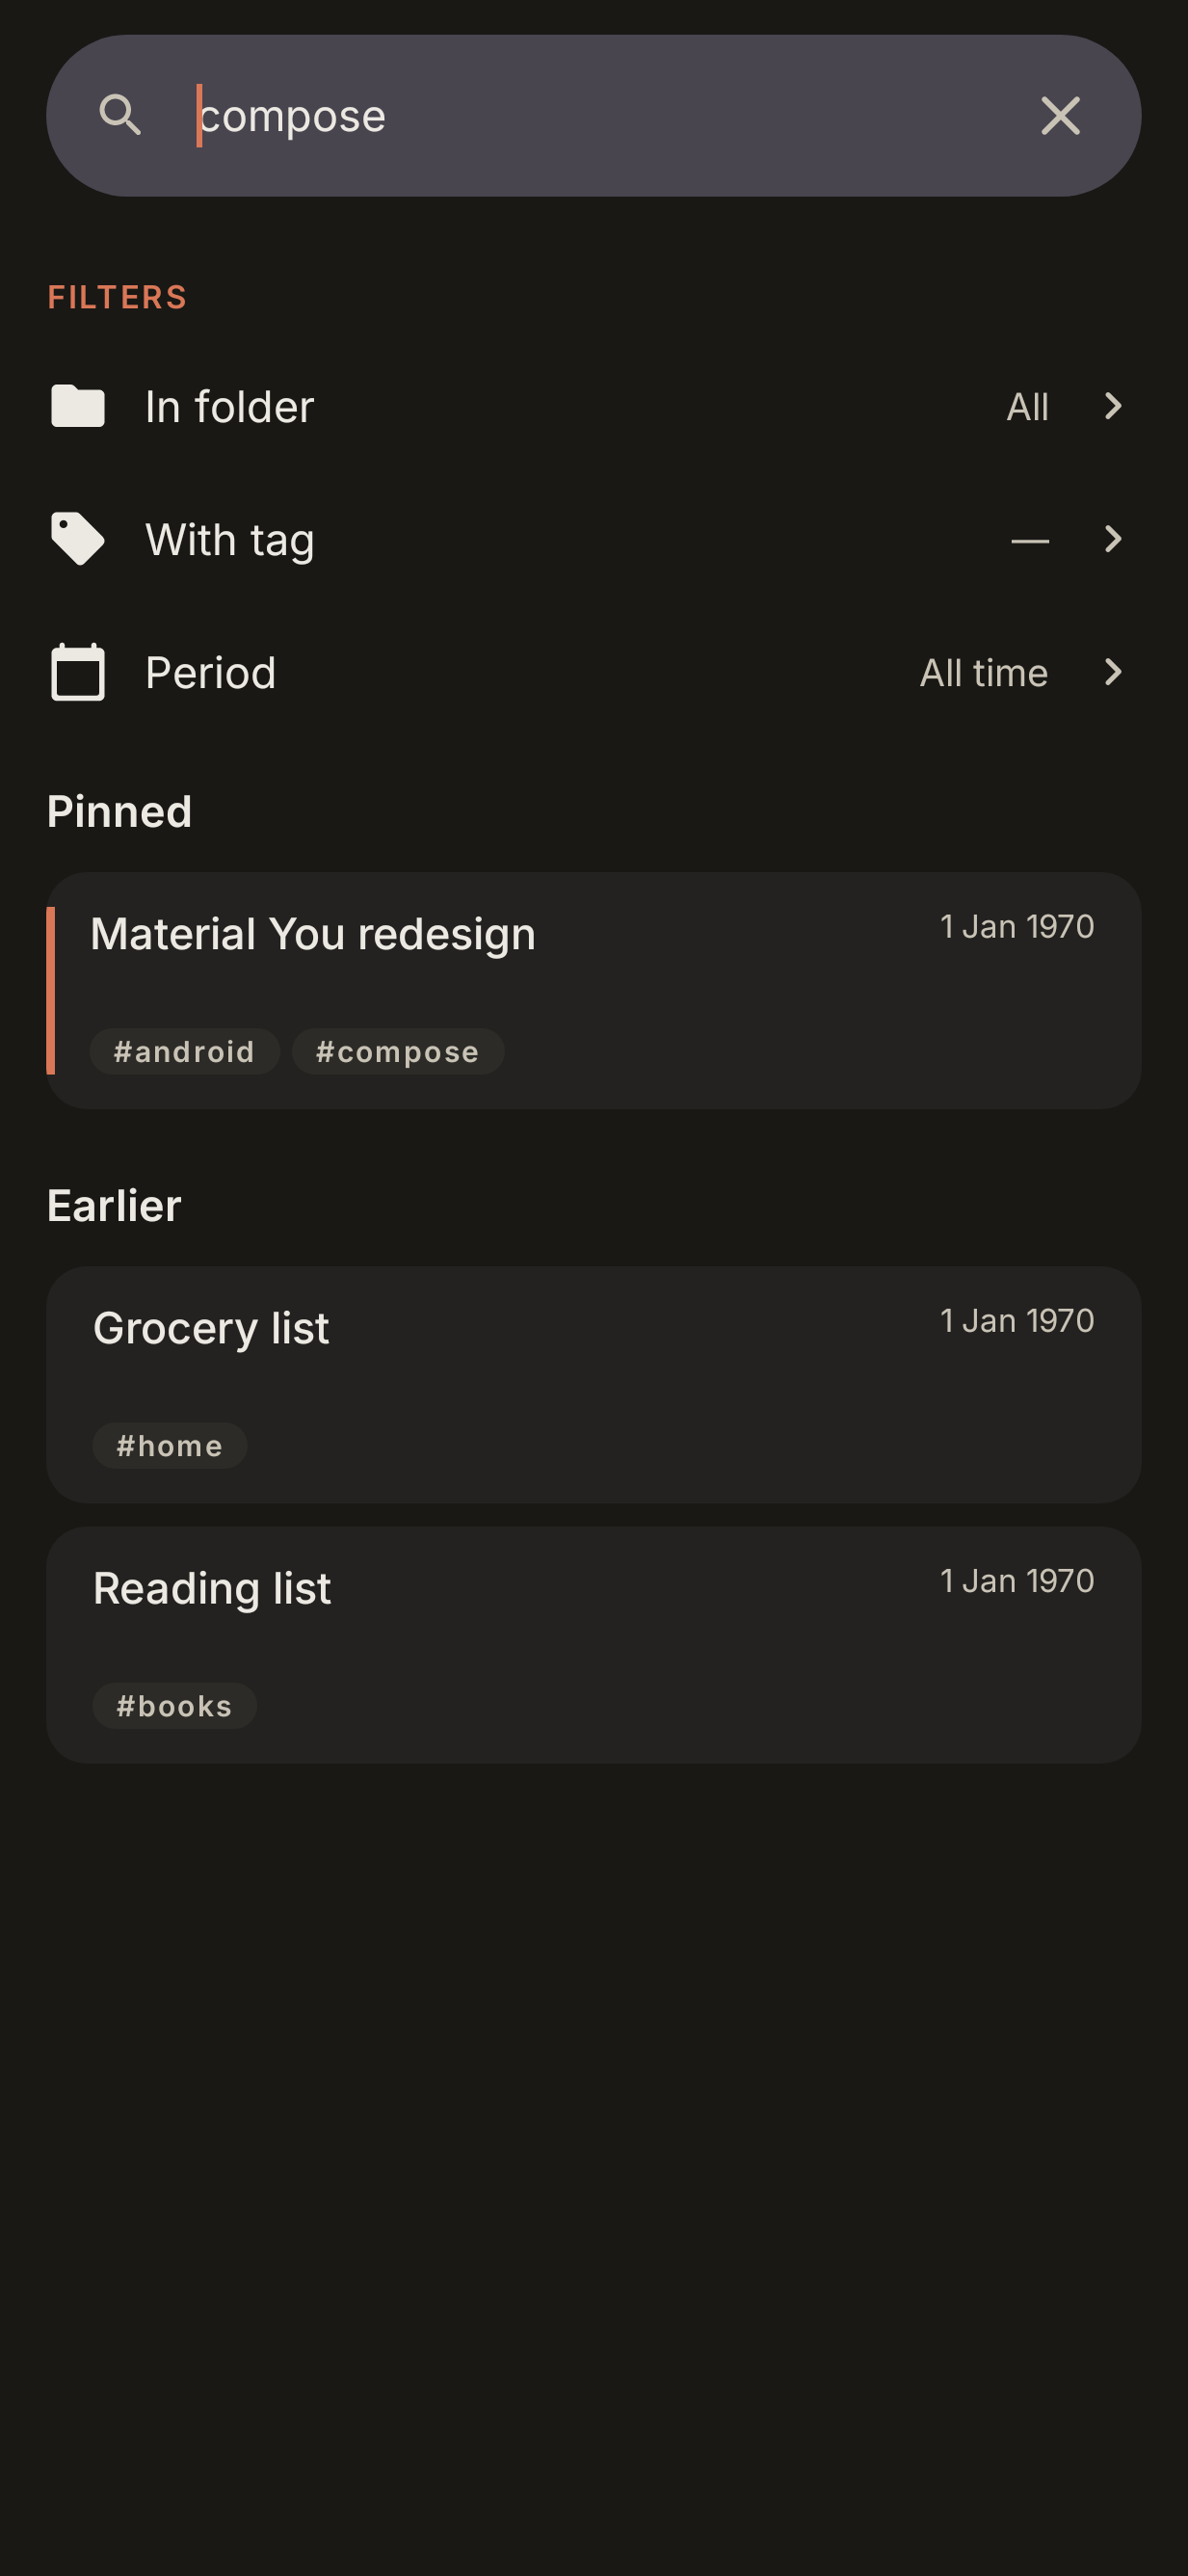 compose
FILTERS
In folder All
With tag —
Period All time
Pinned
Material You redesign 1 Jan 1970
#android #compose
Earlier
Grocery list 1 Jan 1970
#home
Reading list 1 Jan 1970
#books